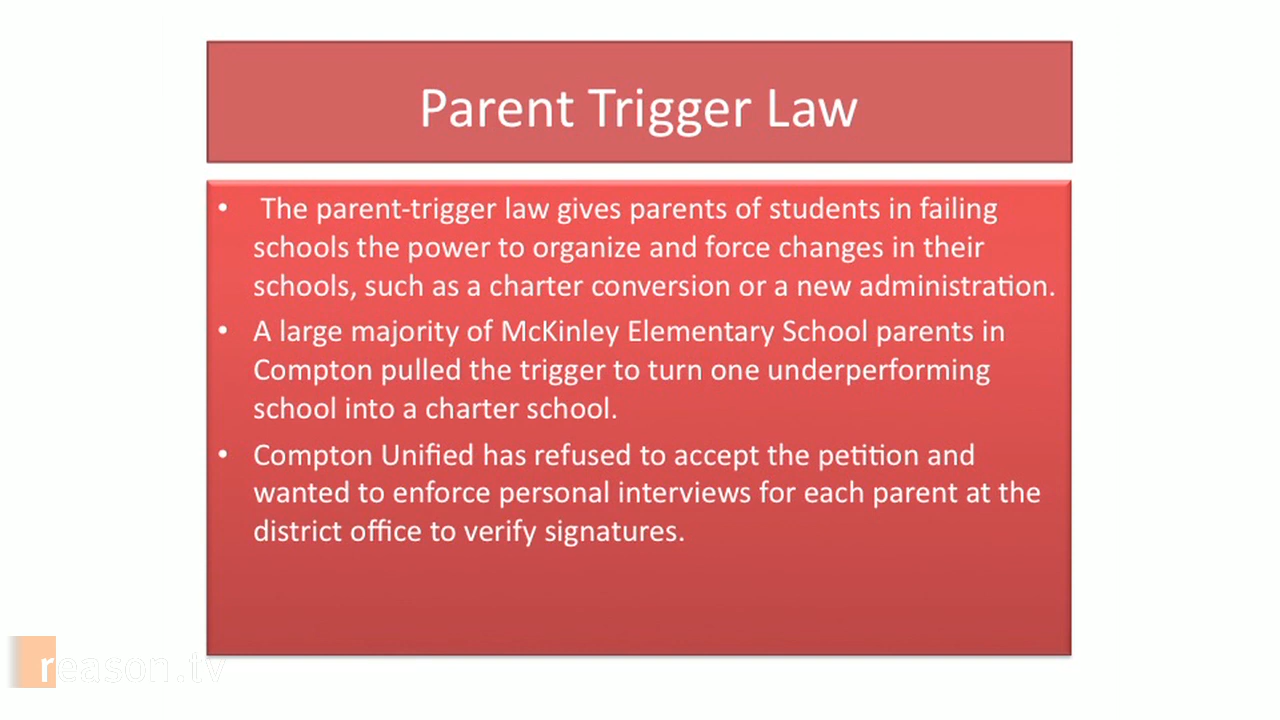 Parent Trigger Law
• The parent-trigger law gives parents of students in failing
schools the power to organize and force changes in their
schools, such as a charter conversion or a new administration.
• A large majority of McKinley Elementary School parents in
Compton pulled the trigger to turn one underperforming
school into a charter school.
• Compton Unified has refused to accept the petition and
wanted to enforce personal interviews for each parent at the
district office to verify signatures.
reason.tv